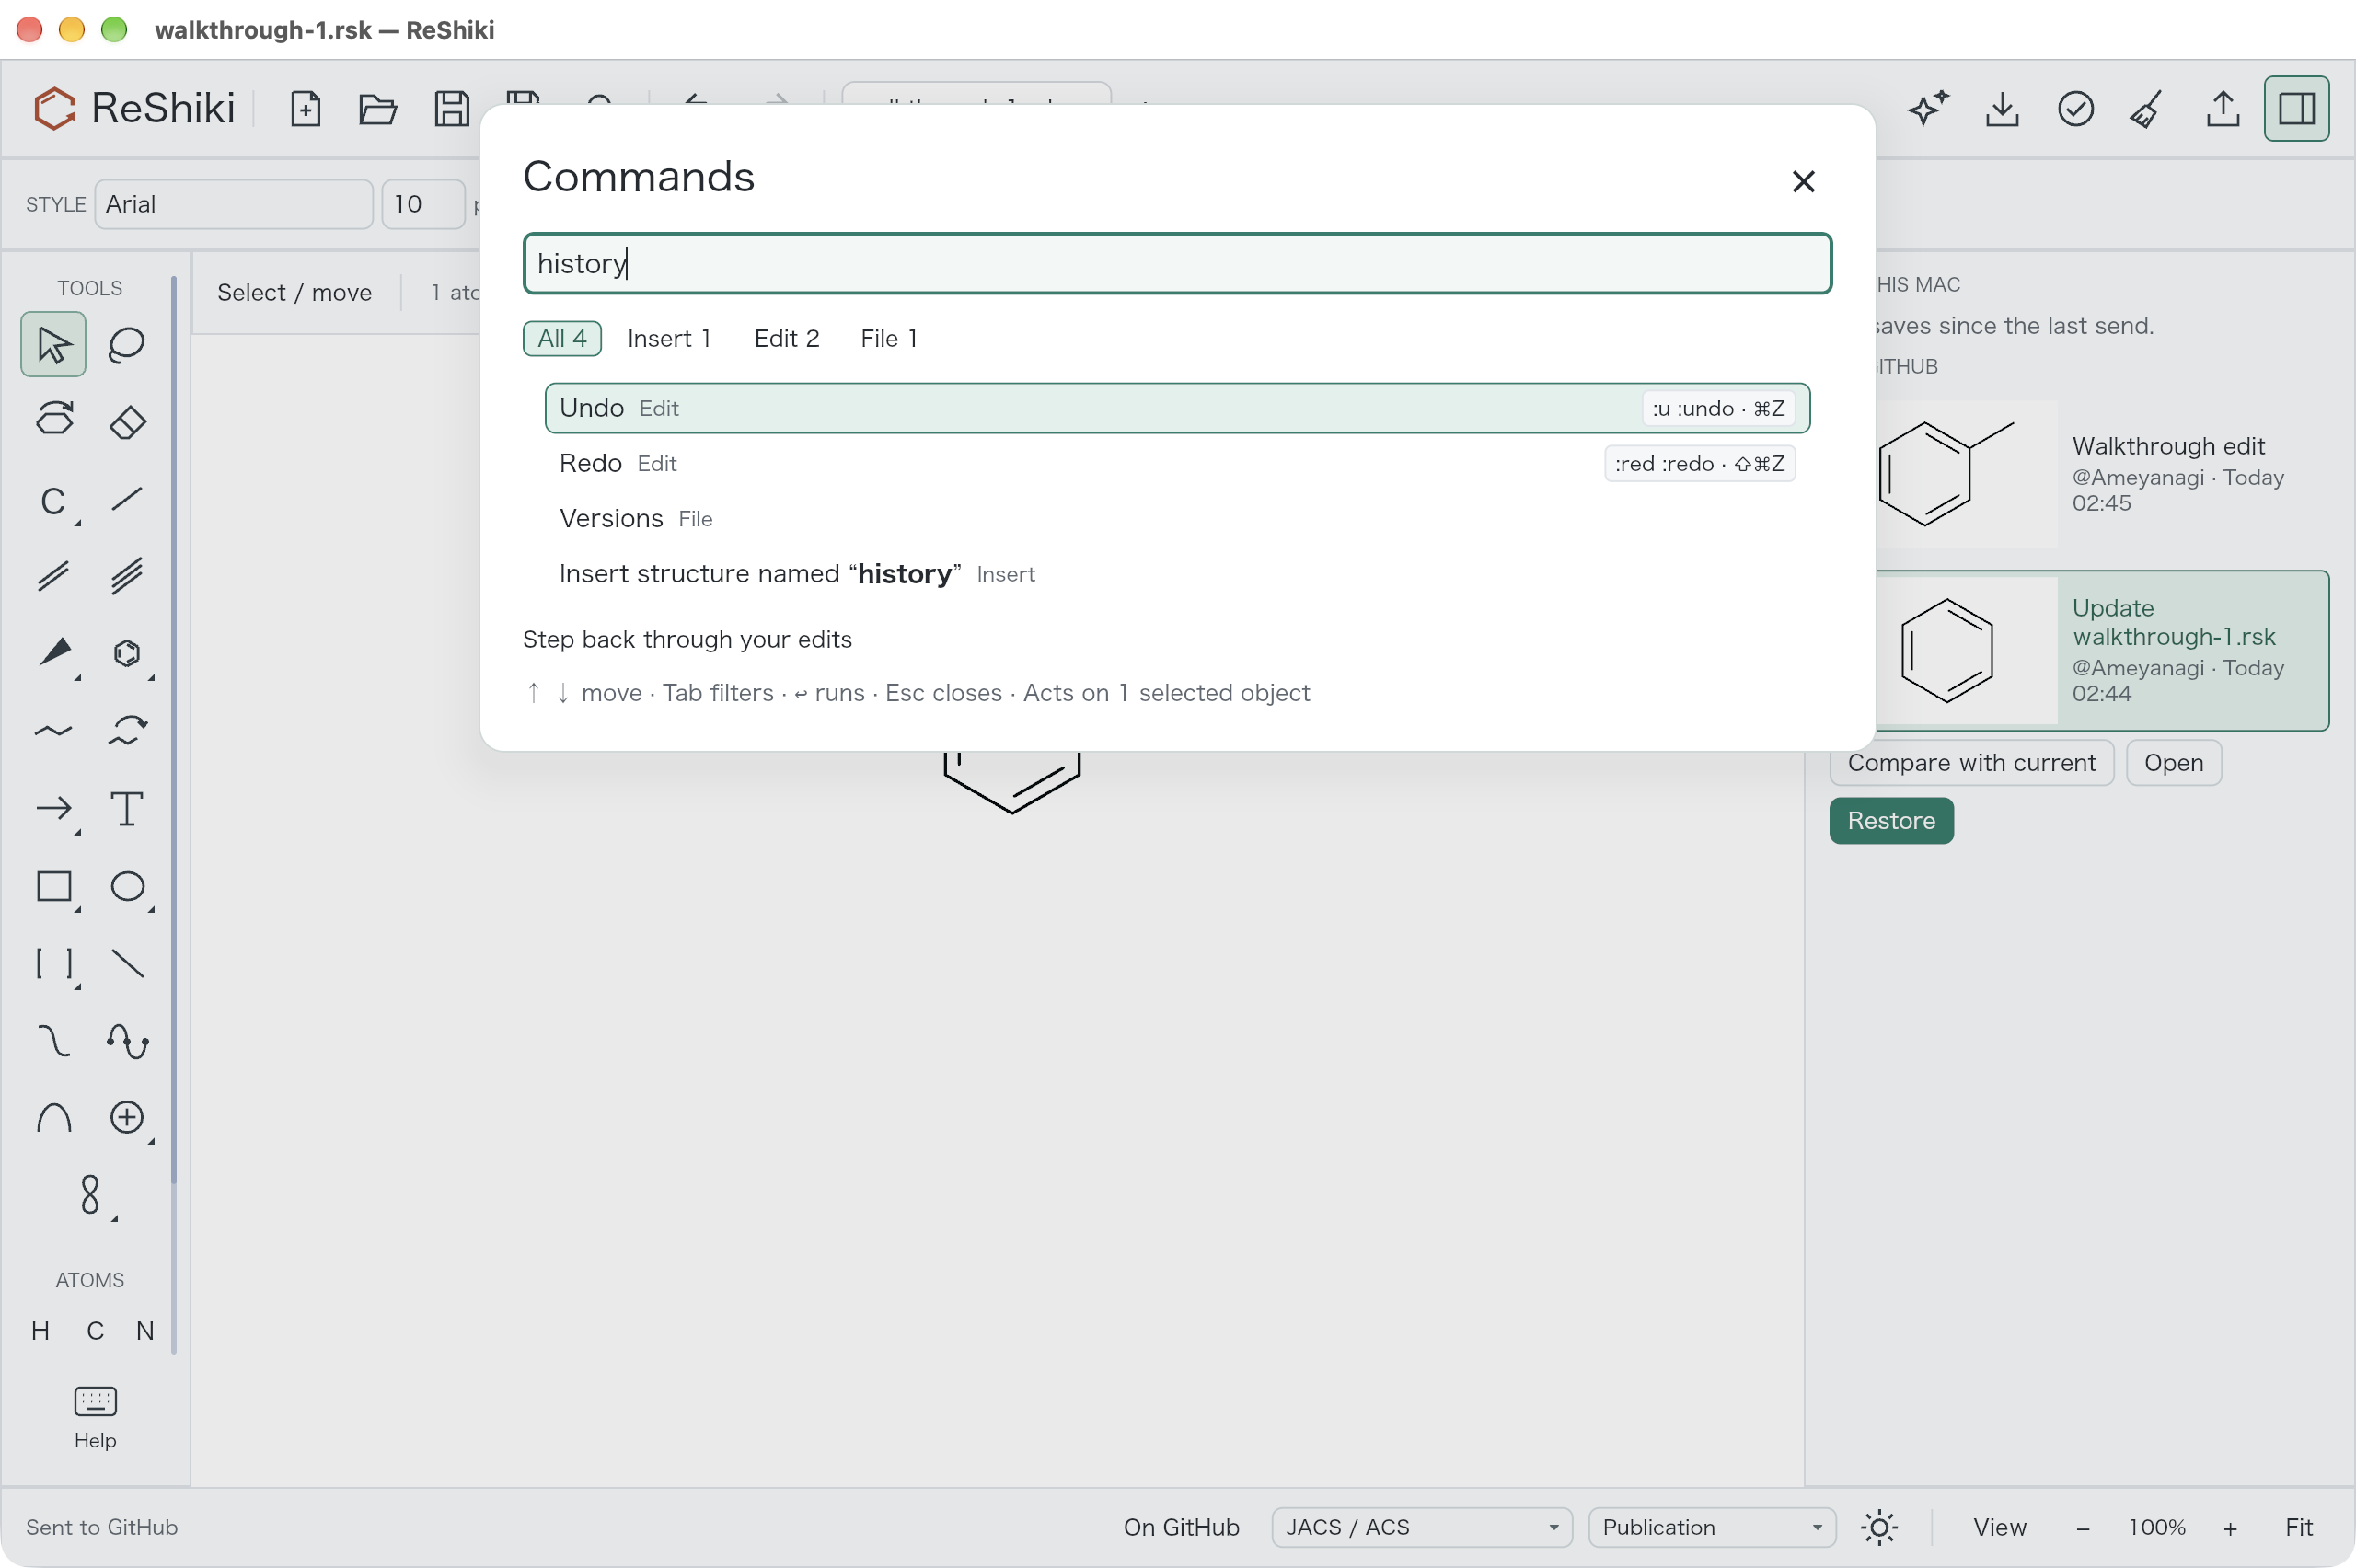 walkthrough-1.rsk — ReShiki
ReShiki
STYLE Arial 10
Commands
history
All 4 Insert 1 Edit 2 File 1
Undo Edit :u :undo · ⌘Z
Redo Edit :red :redo · ⇧⌘Z
Versions File
Insert structure named “history” Insert
Step back through your edits
↑ ↓ move · Tab filters · ↩ runs · Esc closes · Acts on 1 selected object
TOOLS
Select / move 1
C
T
[ ]
ATOMS
H C N
Help
MAC
saves since the last send.
Walkthrough edit
@Ameyanagi · Today
02:45
Update
walkthrough-1.rsk
@Ameyanagi · Today
02:44
Compare with current Open
Restore
Sent to GitHub On GitHub JACS / ACS Publication View − 100% + Fit